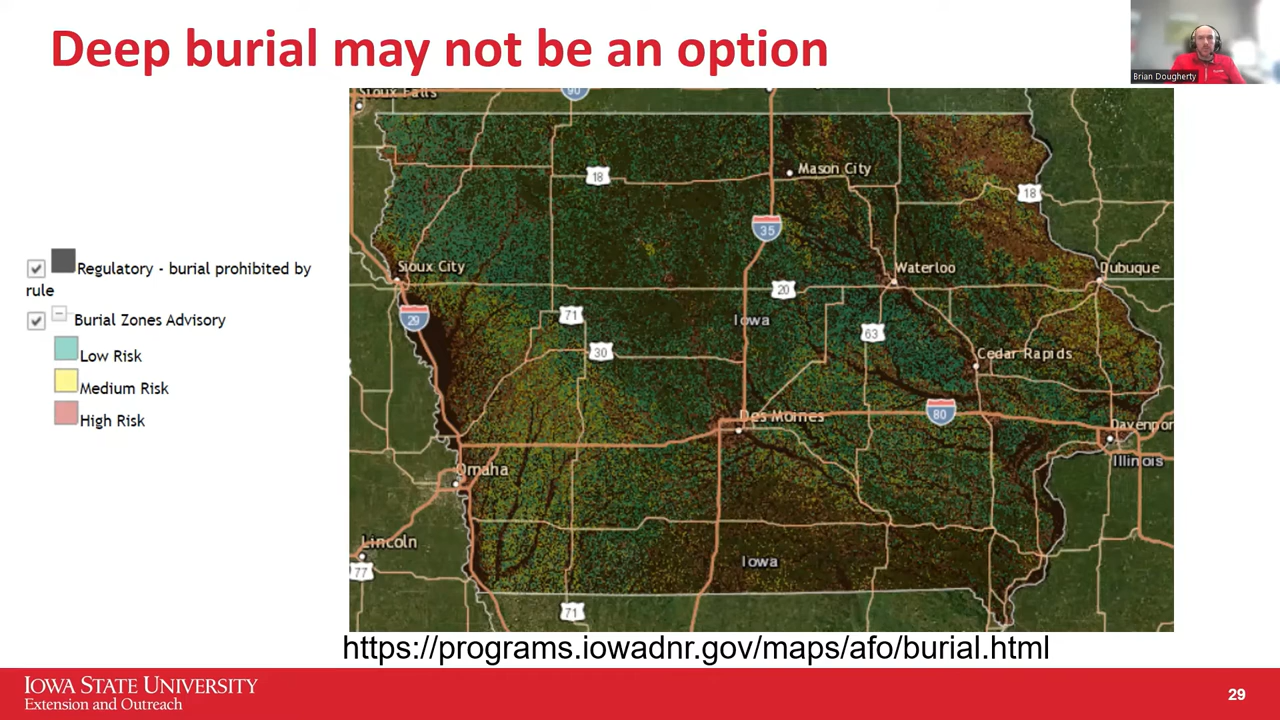 Deep burial may not be an option
Brian Dougherty
Regulatory - burial prohibited by
rule
Burial Zones Advisory
Low Risk
Medium Risk
High Risk
Sioux Falls
90
18
Mason City
18
35
Sioux City
Waterloo
Dubuque
20
29
71
Iowa
63
30
Cedar Rapids
80
Des Moines
Davenpor
Illinois
Omaha
Lincoln
Iowa
77
71
https://programs.iowadnr.gov/maps/afo/burial.html
IOWA STATE UNIVERSITY
Extension and Outreach
29